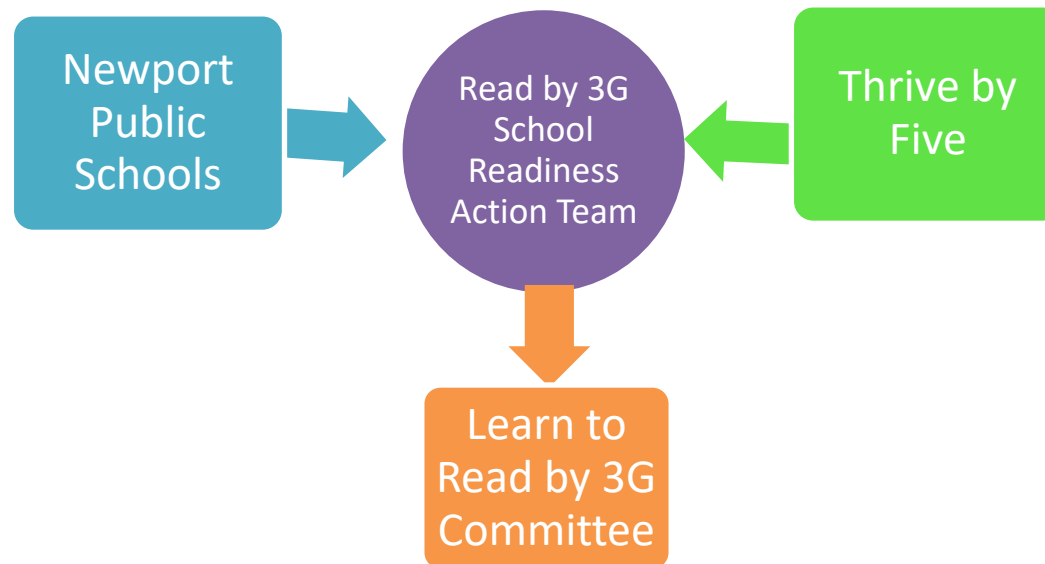 Newport
Public
Schools
Read by 3G
School
Readiness
Action Team
Thrive by
Five
Learn to
Read by 3G
Committee